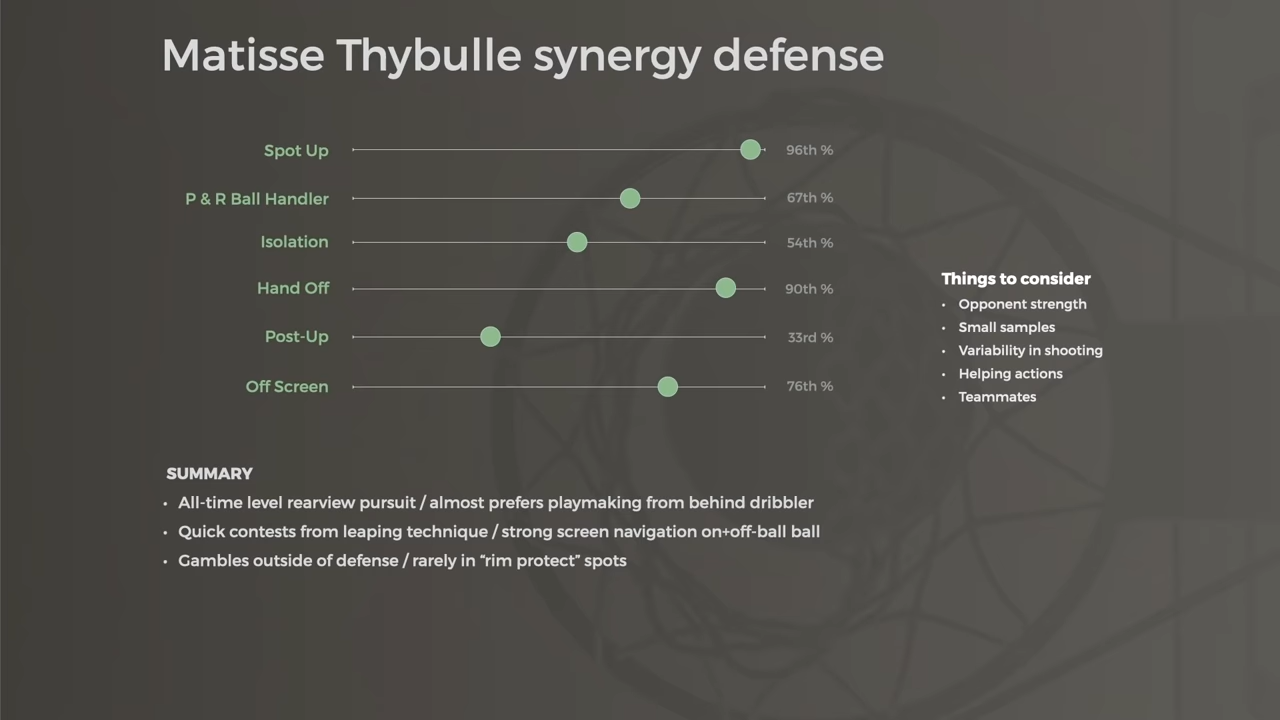 Matisse Thybulle synergy defense
Spot Up 96th %
P & R Ball Handler 67th %
Isolation 54th %
Hand Off 90th %
Post-Up 33rd %
Off Screen 76th %
Things to consider
• Opponent strength
• Small samples
• Variability in shooting
• Helping actions
• Teammates
SUMMARY
• All-time level rearview pursuit / almost prefers playmaking from behind dribbler
• Quick contests from leaping technique / strong screen navigation on+off-ball ball
• Gambles outside of defense / rarely in “rim protect” spots